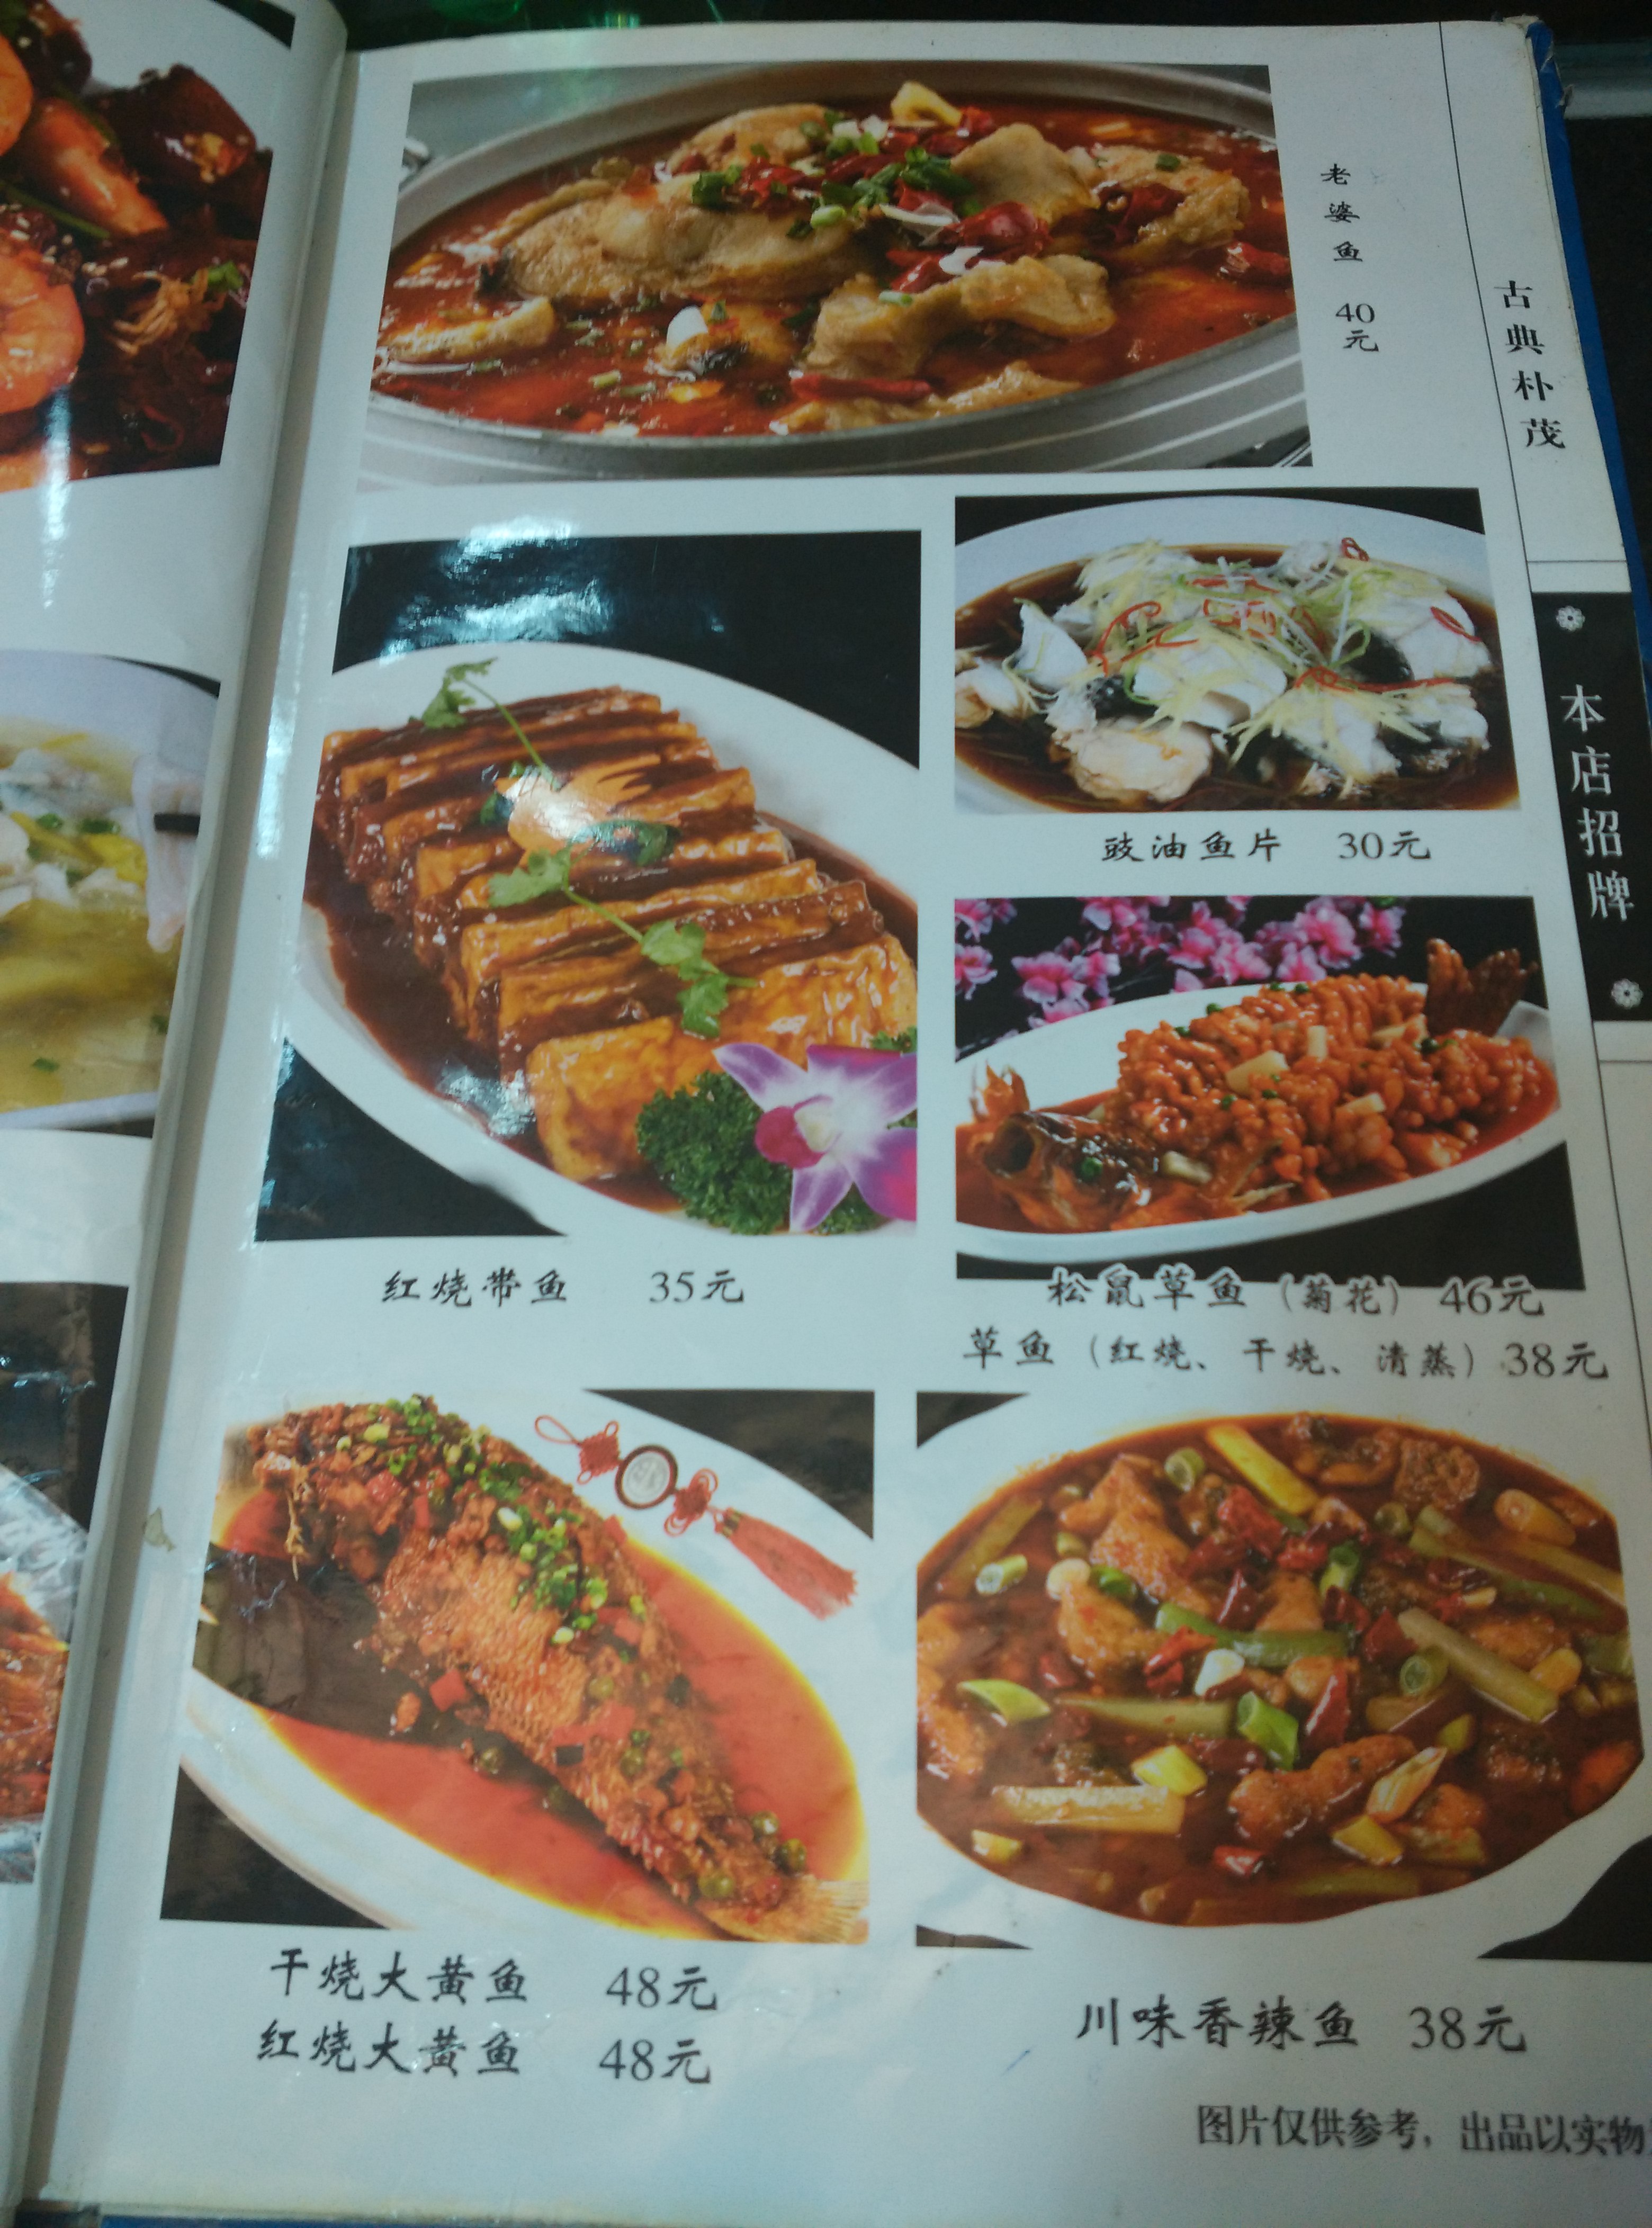 老婆鱼 40元
古典朴茂
本店招牌
豉油鱼片 30元
红烧带鱼 35元
松鼠草鱼（菊花） 46元
草鱼（红烧、干烧、清蒸） 38元
干烧大黄鱼 48元
红烧大黄鱼 48元
川味香辣鱼 38元
图片仅供参考，出品以实物